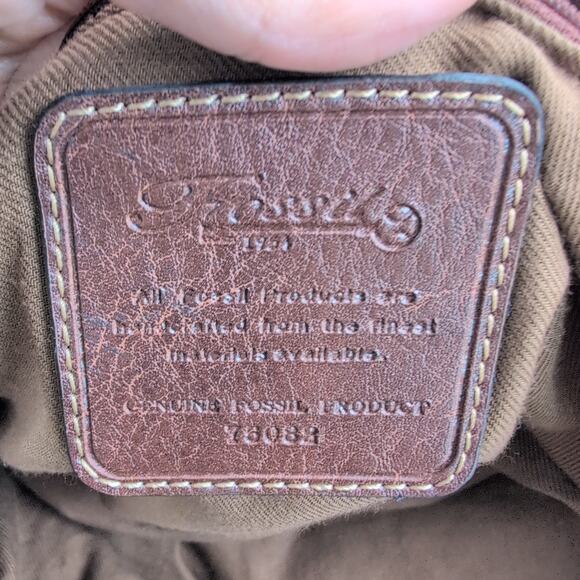 Fossil
1954
All Fossil Products are
handcrafted from the finest
materials available.
GENUINE FOSSIL PRODUCT
75082